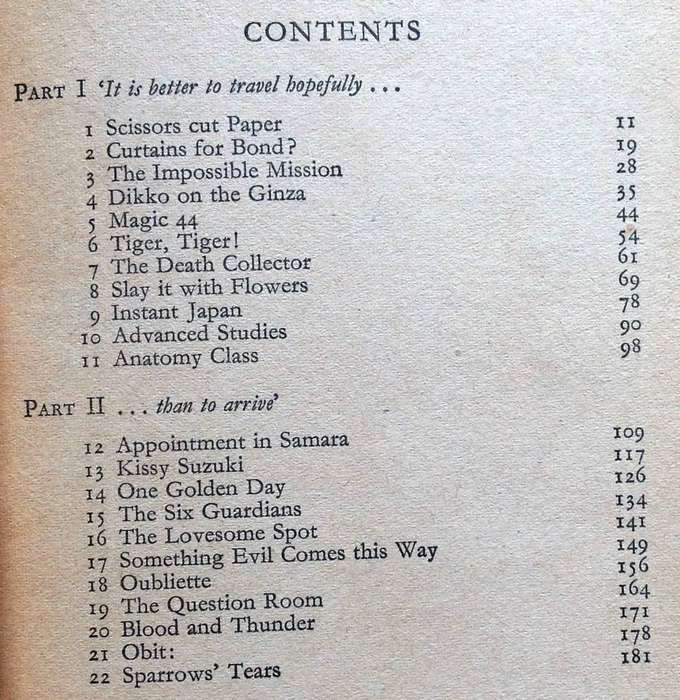 CONTENTS
PART I ‘It is better to travel hopefully . . .
1 Scissors cut Paper 11
2 Curtains for Bond? 19
3 The Impossible Mission 28
4 Dikko on the Ginza 35
5 Magic 44 44
6 Tiger, Tiger! 54
7 The Death Collector 61
8 Slay it with Flowers 69
9 Instant Japan 78
10 Advanced Studies 90
11 Anatomy Class 98
PART II . . . than to arrive’
12 Appointment in Samara 109
13 Kissy Suzuki 117
14 One Golden Day 126
15 The Six Guardians 134
16 The Lovesome Spot 141
17 Something Evil Comes this Way 149
18 Oubliette 156
19 The Question Room 164
20 Blood and Thunder 171
21 Obit: 178
22 Sparrows’ Tears 181